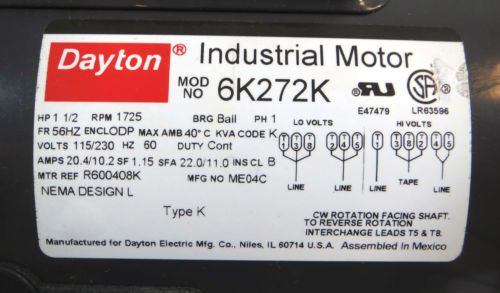 Dayton® Industrial Motor
MOD NO 6K272K
E47479 LR63596
HP 1 1/2 RPM 1725 BRG Ball PH 1
FR 56HZ ENCL ODP MAX AMB 40°C KVA CODE K
VOLTS 115/230 HZ 60 DUTY Cont
AMPS 20.4/10.2 SF 1.15 SFA 22.0/11.0 INS CL B
MTR REF R600408K MFG NO ME04C
NEMA DESIGN L
Type K
LO VOLTS HI VOLTS
LINE LINE LINE TAPE LINE
CW ROTATION FACING SHAFT.
TO REVERSE ROTATION
INTERCHANGE LEADS T5 & T8.
Manufactured for Dayton Electric Mfg. Co., Niles, IL 60714 U.S.A. Assembled In Mexico